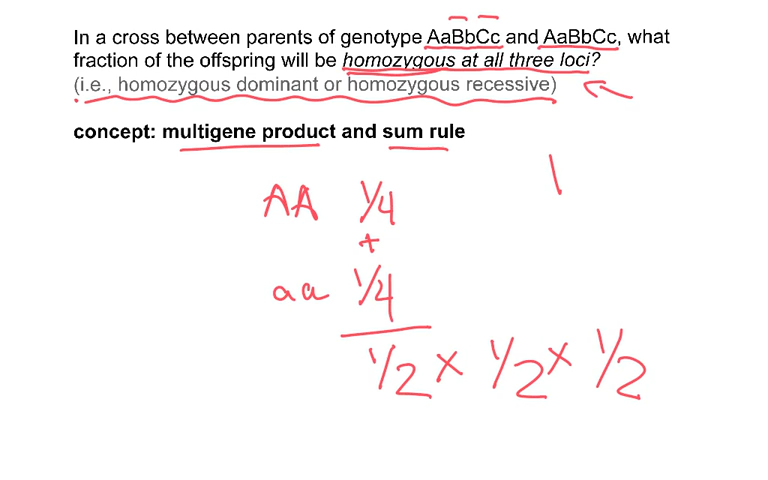 In a cross between parents of genotype AaBbCc and AaBbCc, what
fraction of the offspring will be homozygous at all three loci?
(i.e., homozygous dominant or homozygous recessive)
concept: multigene product and sum rule
AA 1/4
+
aa 1/4
1/2 x 1/2 x 1/2